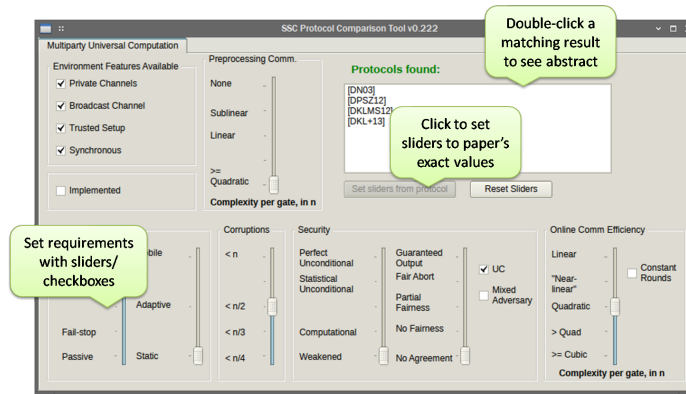 SSC Protocol Comparison Tool v0.222
Multiparty Universal Computation
Environment Features Available
Private Channels
Broadcast Channel
Trusted Setup
Synchronous
Implemented
Preprocessing Comm.
None
Sublinear
Linear
>=
Quadratic
Complexity per gate, in n
Protocols found:
[DN03]
[DPSZ12]
[DKLMS12]
[DKL+13]
Set sliders from protocol
Reset Sliders
Double-click a
matching result
to see abstract
Click to set
sliders to paper's
exact values
Set requirements
with sliders/
checkboxes
Fail-stop
Passive
Adaptive
Static
Corruptions
< n
< n/2
< n/3
< n/4
Security
Perfect
Unconditional
Statistical
Unconditional
Computational
Weakened
Guaranteed
Output
Fair Abort
Partial
Fairness
No Fairness
No Agreement
UC
Mixed
Adversary
Online Comm Efficiency
Linear
"Near-
linear"
Quadratic
> Quad
>= Cubic
Constant
Rounds
Complexity per gate, in n